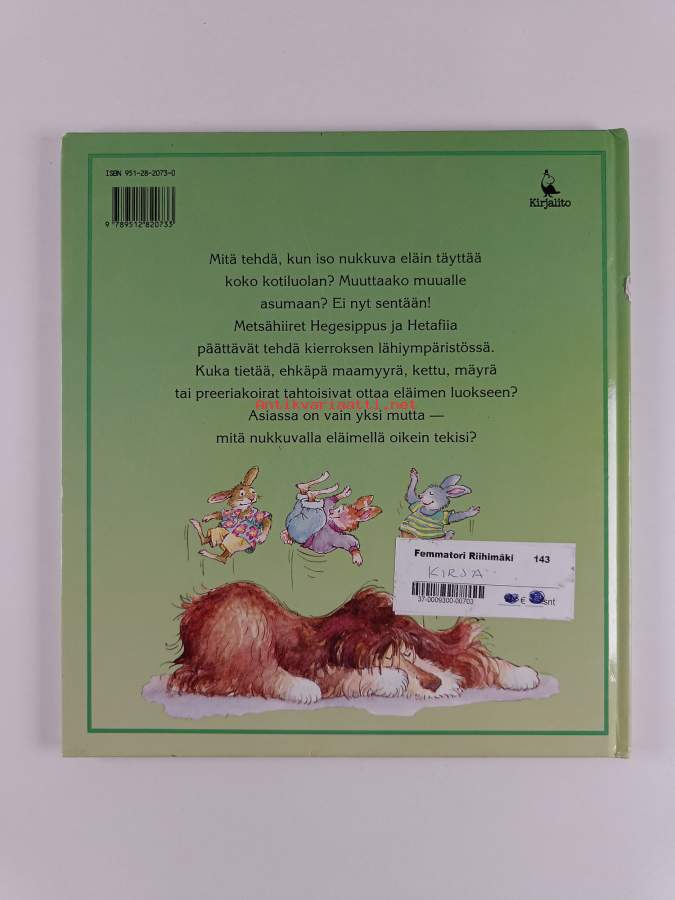 ISBN 951-28-2073-0
9 789512 820733
Kirjalito
Mitä tehdä, kun iso nukkuva eläin täyttää
koko kotiluolan? Muuttaako muualle
asumaan? Ei nyt sentään!
Metsähiiret Hegesippus ja Hetafiia
päättävät tehdä kierroksen lähiympäristössä.
Kuka tietää, ehkäpä maamyyrä, kettu, mäyrä
tai preeriakoirat tahtoisivat ottaa eläimen luokseen?
Antikvariaatti.net
Asiassa on vain yksi mutta —
mitä nukkuvalla eläimellä oikein tekisi?
Femmatori Riihimäki 143
KIRJA
37-0009300-00703
€ snt